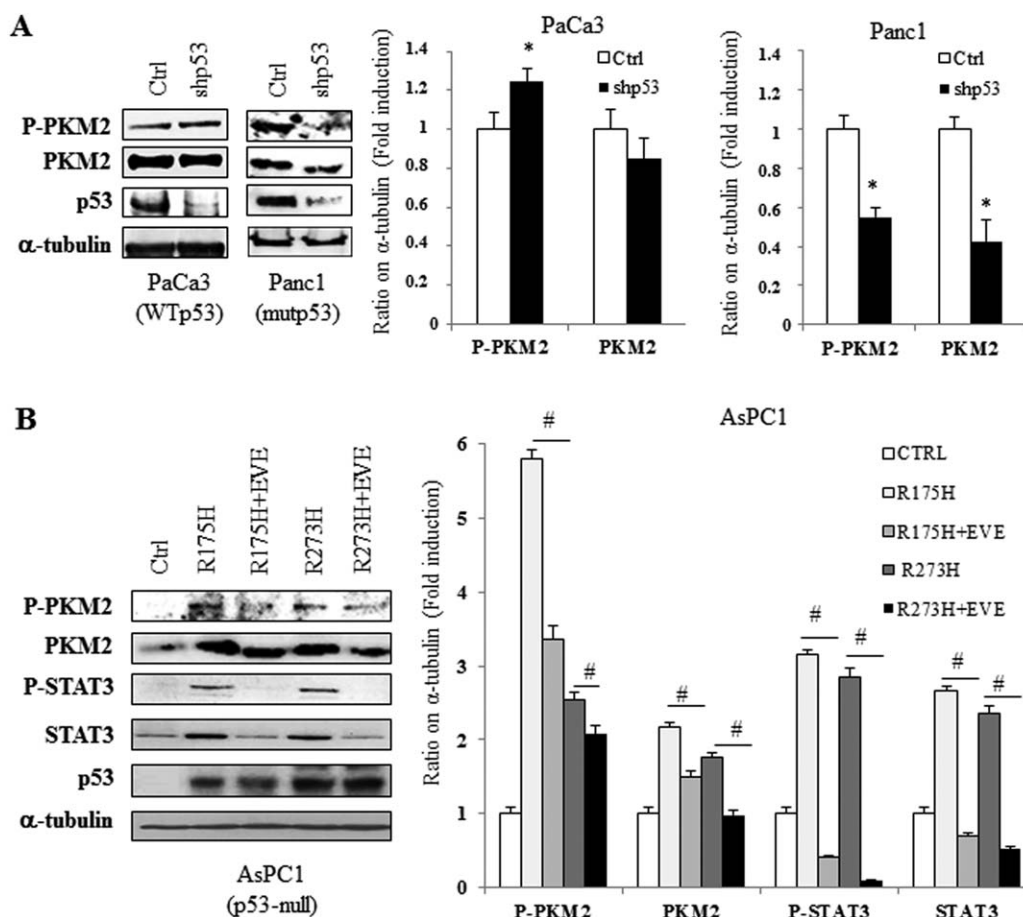 A
Ctrl
shp53
Ctrl
shp53
P-PKM2
PKM2
p53
α-tubulin
PaCa3
(WTp53)
Panc1
(mutp53)
PaCa3
Ratio on α-tubulin (Fold induction)
1.4
1.2
1
0.8
0.6
0.4
0.2
0
*
Ctrl
shp53
P-PKM2
PKM2
Panc1
Ratio on α-tubulin (Fold induction)
1.4
1.2
1
0.8
0.6
0.4
0.2
0
Ctrl
shp53
*
*
P-PKM2
PKM2
B
Ctrl
R175H
R175H+EVE
R273H
R273H+EVE
P-PKM2
PKM2
P-STAT3
STAT3
p53
α-tubulin
AsPC1
(p53-null)
AsPC1
Ratio on α-tubulin (Fold induction)
6
5
4
3
2
1
0
#
#
#
#
#
#
#
#
CTRL
R175H
R175H+EVE
R273H
R273H+EVE
P-PKM2
PKM2
P-STAT3
STAT3